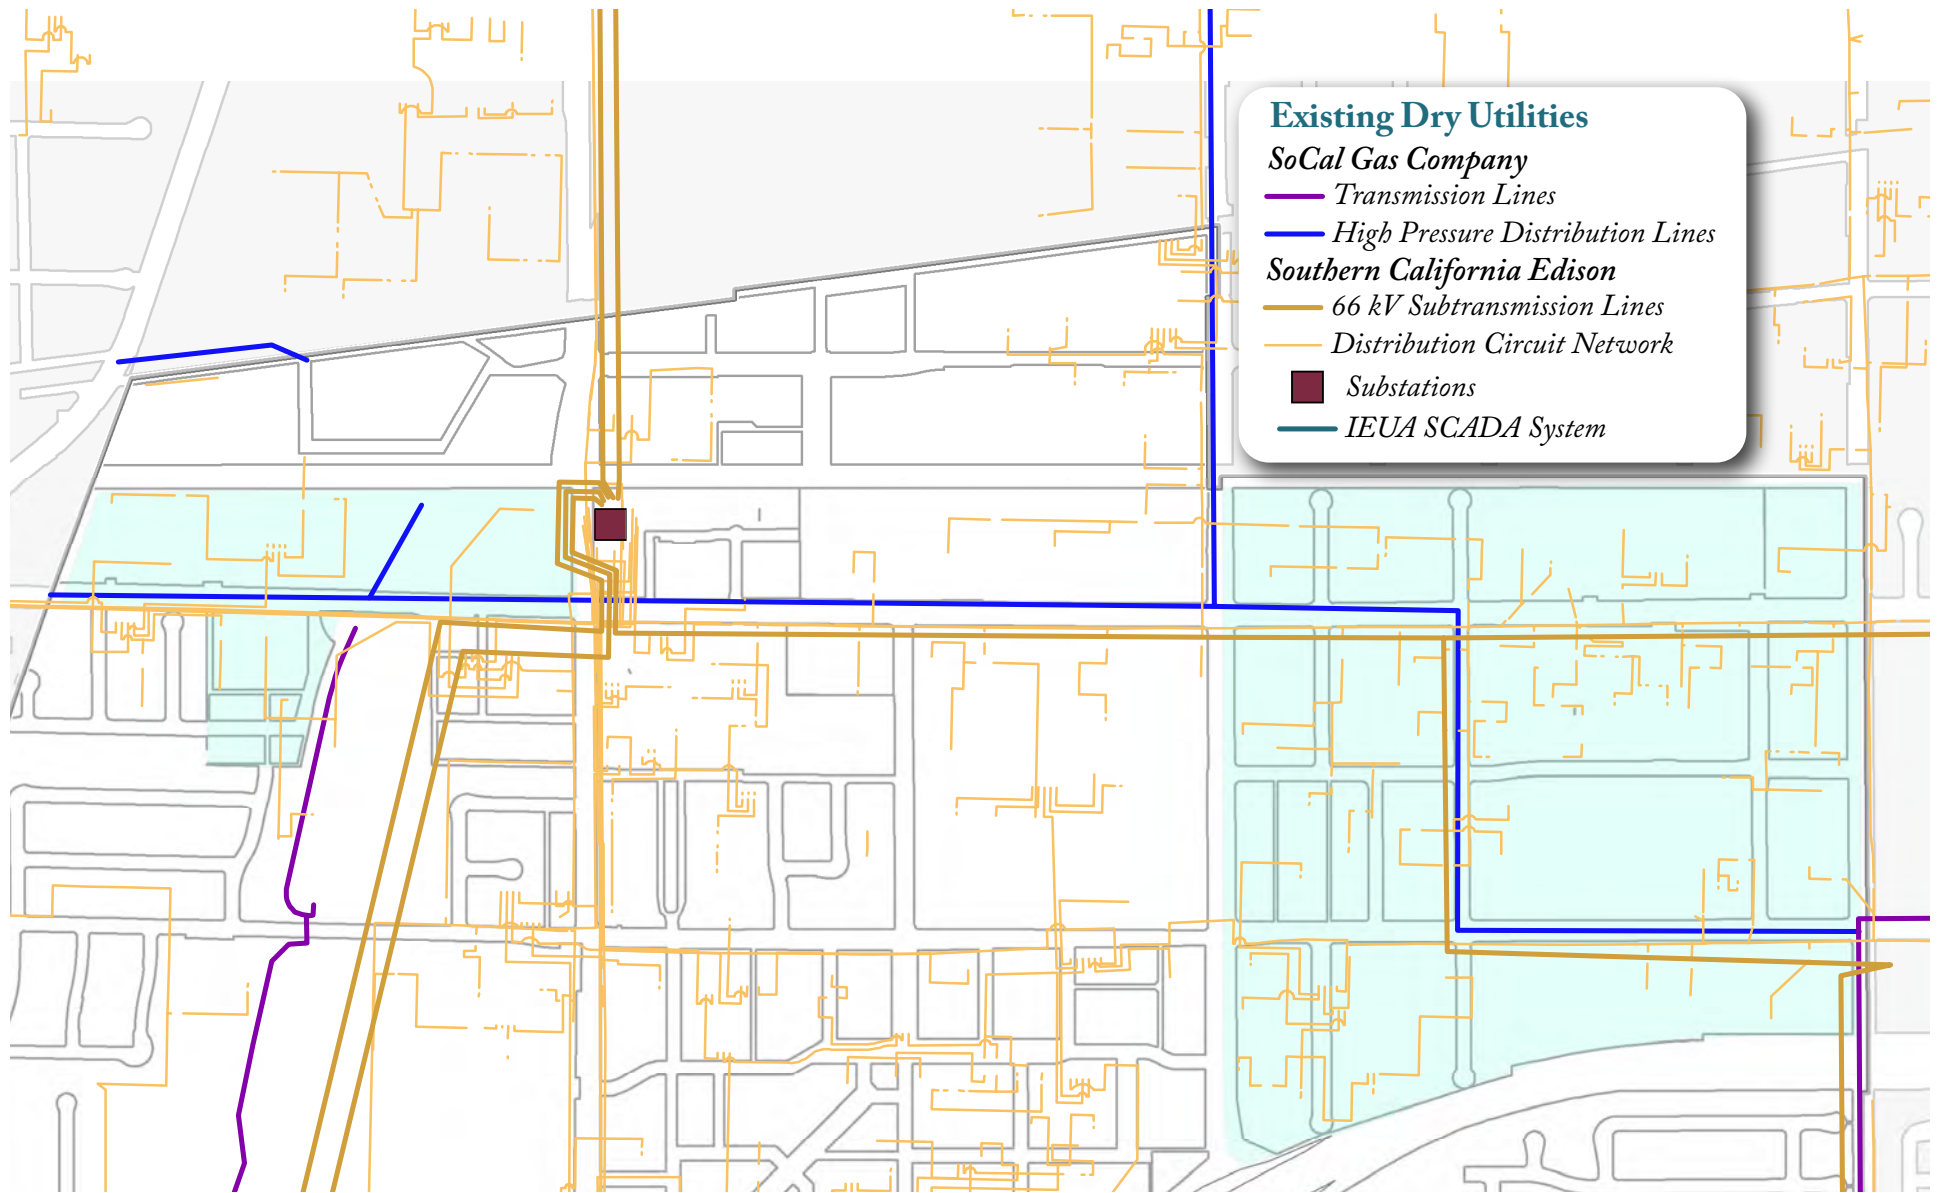 Existing Dry Utilities
SoCal Gas Company
Transmission Lines
High Pressure Distribution Lines
Southern California Edison
66 kV Subtransmission Lines
Distribution Circuit Network
Substations
IEUA SCADA System